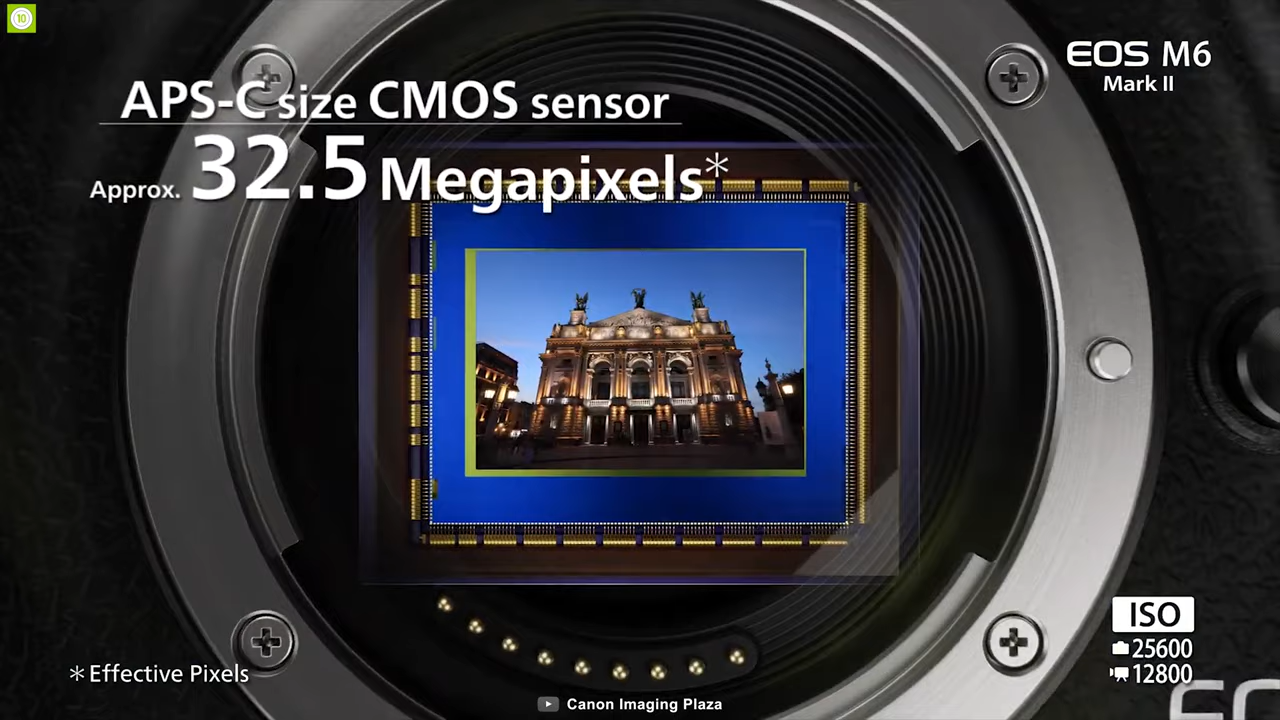 10
EOS M6
Mark II
APS-C size CMOS sensor
Approx. 32.5 Megapixels*
ISO
25600
12800
*Effective Pixels
Canon Imaging Plaza